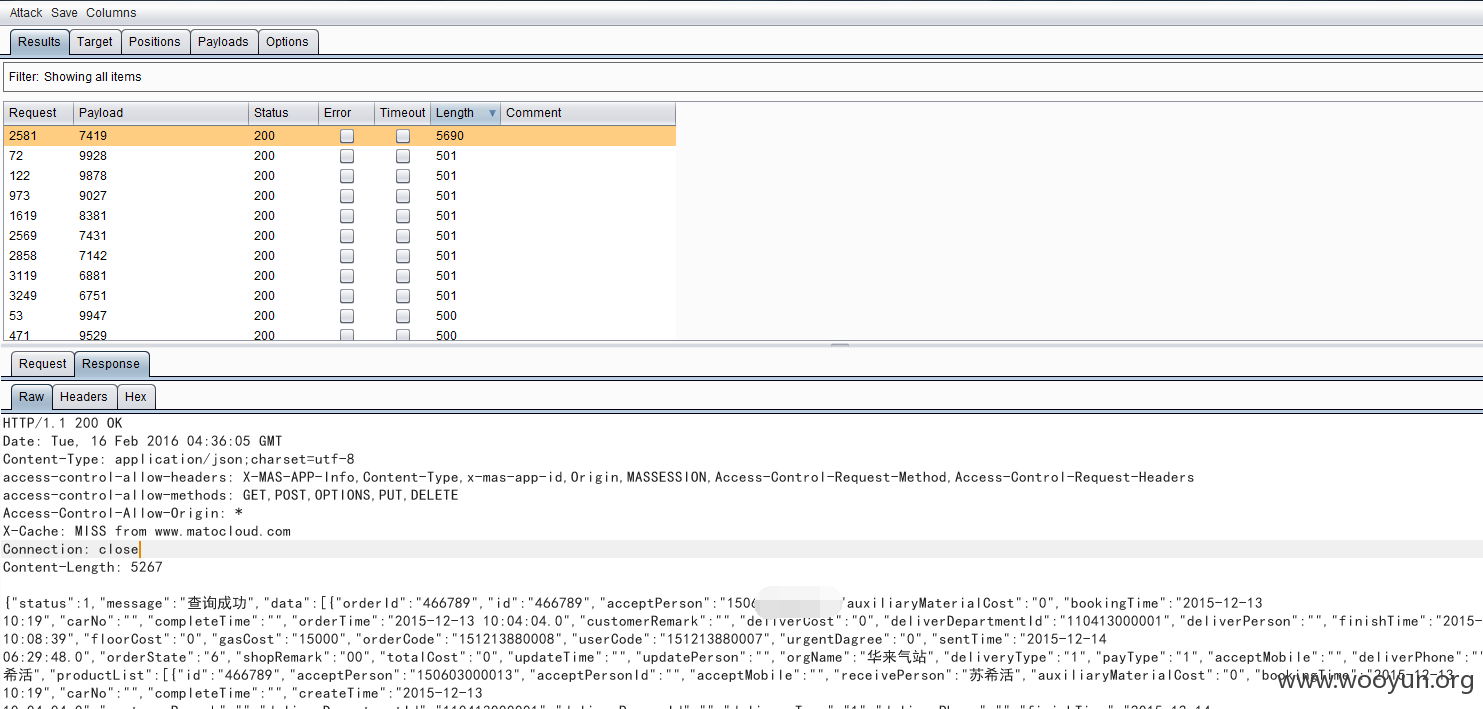 Attack Save Columns
Results Target Positions Payloads Options
Filter: Showing all items
Request Payload Status Error Timeout Length Comment
2581 7419 200 5690
72 9928 200 501
122 9878 200 501
973 9027 200 501
1619 8381 200 501
2569 7431 200 501
2858 7142 200 501
3119 6881 200 501
3249 6751 200 501
53 9947 200 500
471 9529 200 500
Request Response
Raw Headers Hex
HTTP/1.1 200 OK
Date: Tue, 16 Feb 2016 04:36:05 GMT
Content-Type: application/json;charset=utf-8
access-control-allow-headers: X-MAS-APP-Info,Content-Type,x-mas-app-id,Origin,MASSESSION,Access-Control-Request-Method,Access-Control-Request-Headers
access-control-allow-methods: GET,POST,OPTIONS,PUT,DELETE
Access-Control-Allow-Origin: *
X-Cache: MISS from www.matocloud.com
Connection: close
Content-Length: 5267
{"status":1,"message":"查询成功","data":[{"orderId":"466789","id":"466789","acceptPerson":"1506 "auxiliaryMaterialCost":"0","bookingTime":"2015-12-13
10:19","carNo":"","completeTime":"","orderTime":"2015-12-13 10:04:04.0","customerRemark":"","deliverCost":"0","deliverDepartmentId":"110413000001","deliverPerson":"","finishTime":"2015-
10:08:39","floorCost":"0","gasCost":"15000","orderCode":"151213880008","userCode":"151213880007","urgentDagree":"0","sentTime":"2015-12-14
06:29:48.0","orderState":"6","shopRemark":"00","totalCost":"0","updateTime":"","updatePerson":"","orgName":"华来气站","deliveryType":"1","payType":"1","acceptMobile":"","deliverPhone":""
希活","productList":[{"id":"466789","acceptPerson":"150603000013","acceptPersonId":"","acceptMobile":"","receivePerson":"苏希活","auxiliaryMaterialCost":"0","bookingTime":"2015-12-13
10:19","carNo":"","completeTime":"","createTime":"2015-12-13
www.wooyun.org